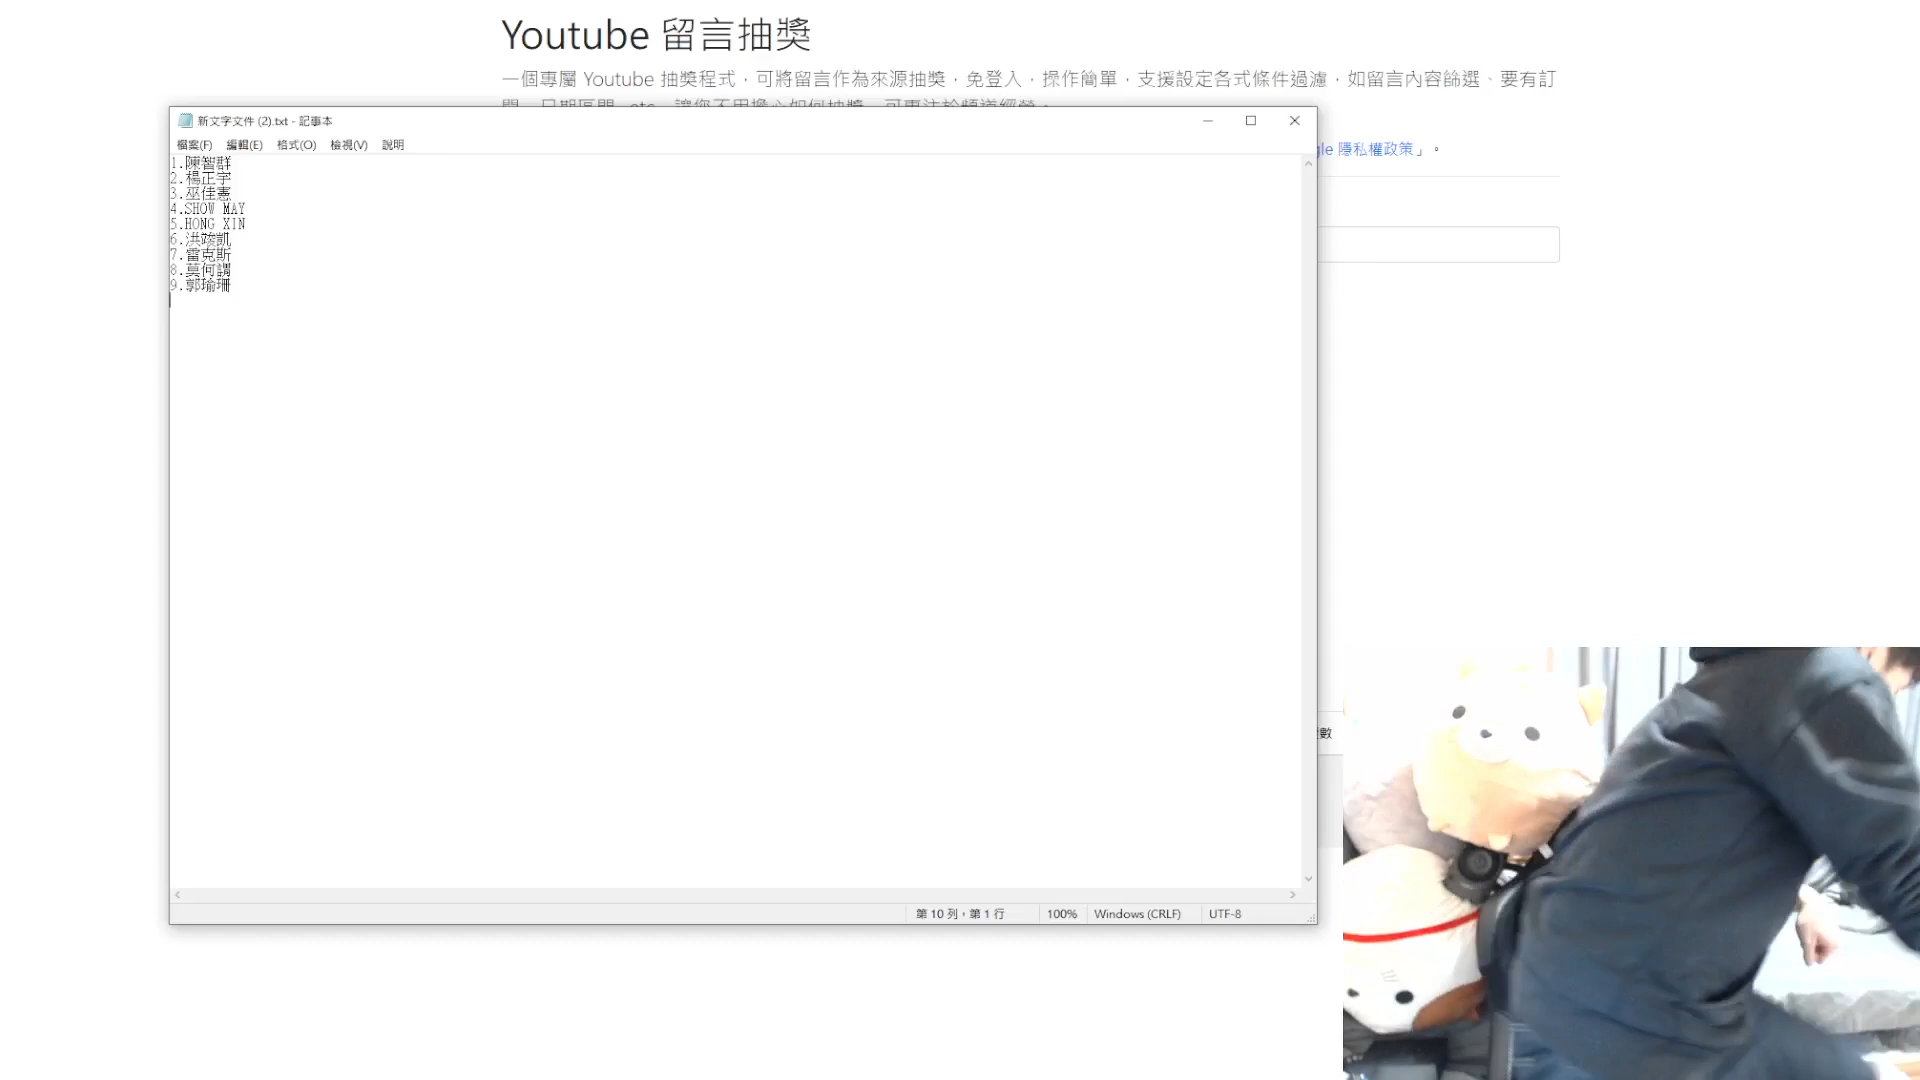 Youtube 留言抽獎
一個專屬 Youtube 抽獎程式，可將留言作為來源抽獎，免登入，操作簡單，支援設定各式條件過濾，如留言內容篩選、要有訂
新文字文件 (2).txt - 記事本
檔案(F) 編輯(E) 格式(O) 檢視(V) 說明
gle 隱私權政策」。
1.陳智群
2.楊正宇
3.巫佳憲
4.SHOW MAY
5.HONG XIN
6.洪竣凱
7.雷克斯
8.莫何謂
9.郭瑜珊
數
第 10 列，第 1 行 100% Windows (CRLF) UTF-8